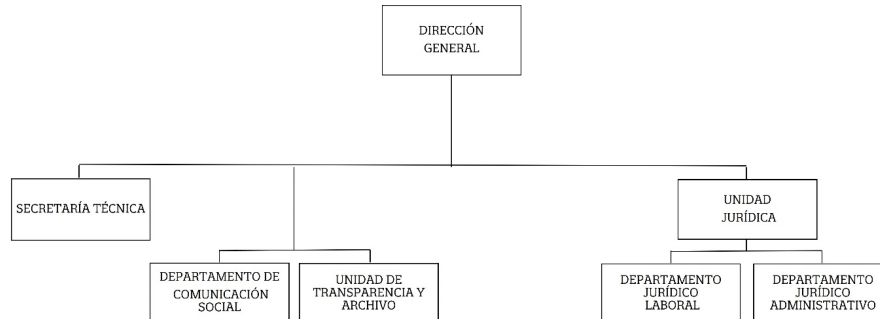 DIRECCIÓN
GENERAL
SECRETARÍA TÉCNICA
UNIDAD
JURÍDICA
DEPARTAMENTO DE
COMUNICACIÓN
SOCIAL
UNIDAD DE
TRANSPARENCIA Y
ARCHIVO
DEPARTAMENTO
JURÍDICO
LABORAL
DEPARTAMENTO
JURÍDICO
ADMINISTRATIVO